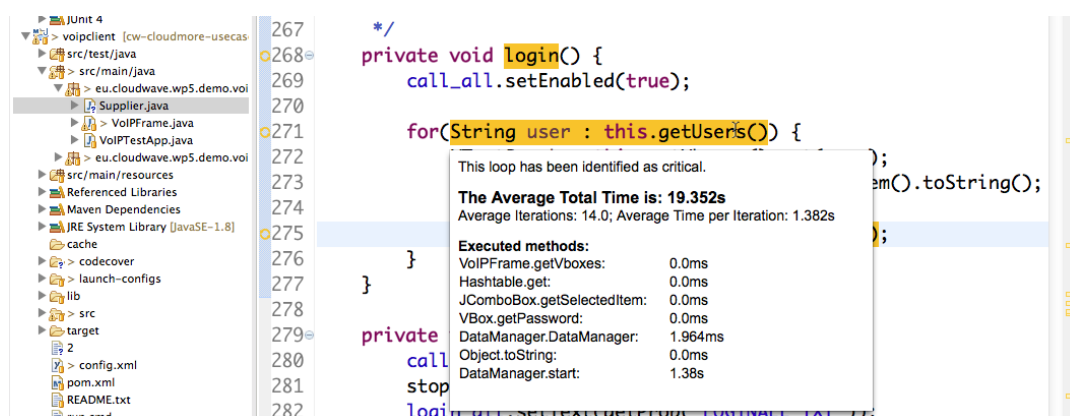 JUnit 4
voipclient [cw-cloudmore-usecas
src/test/java
> src/main/java
> eu.cloudwave.wp5.demo.voi
Supplier.java
> VoIPFrame.java
VoIPTestApp.java
> eu.cloudwave.wp5.demo.voi
src/main/resources
Referenced Libraries
Maven Dependencies
JRE System Library [JavaSE-1.8]
cache
> codecover
> launch-configs
lib
> src
target
2
> config.xml
pom.xml
README.txt
267 */
268 private void login() {
269 call_all.setEnabled(true);
270
271 for(String user : this.getUsers()) {
272 );
273 em().toString();
274
275 );
276 }
277 }
278
279 private
280 call
281 stop
282
This loop has been identified as critical.
The Average Total Time is: 19.352s
Average Iterations: 14.0; Average Time per Iteration: 1.382s
Executed methods:
VoIPFrame.getVboxes: 0.0ms
Hashtable.get: 0.0ms
JComboBox.getSelectedItem: 0.0ms
VBox.getPassword: 0.0ms
DataManager.DataManager: 1.964ms
Object.toString: 0.0ms
DataManager.start: 1.38s